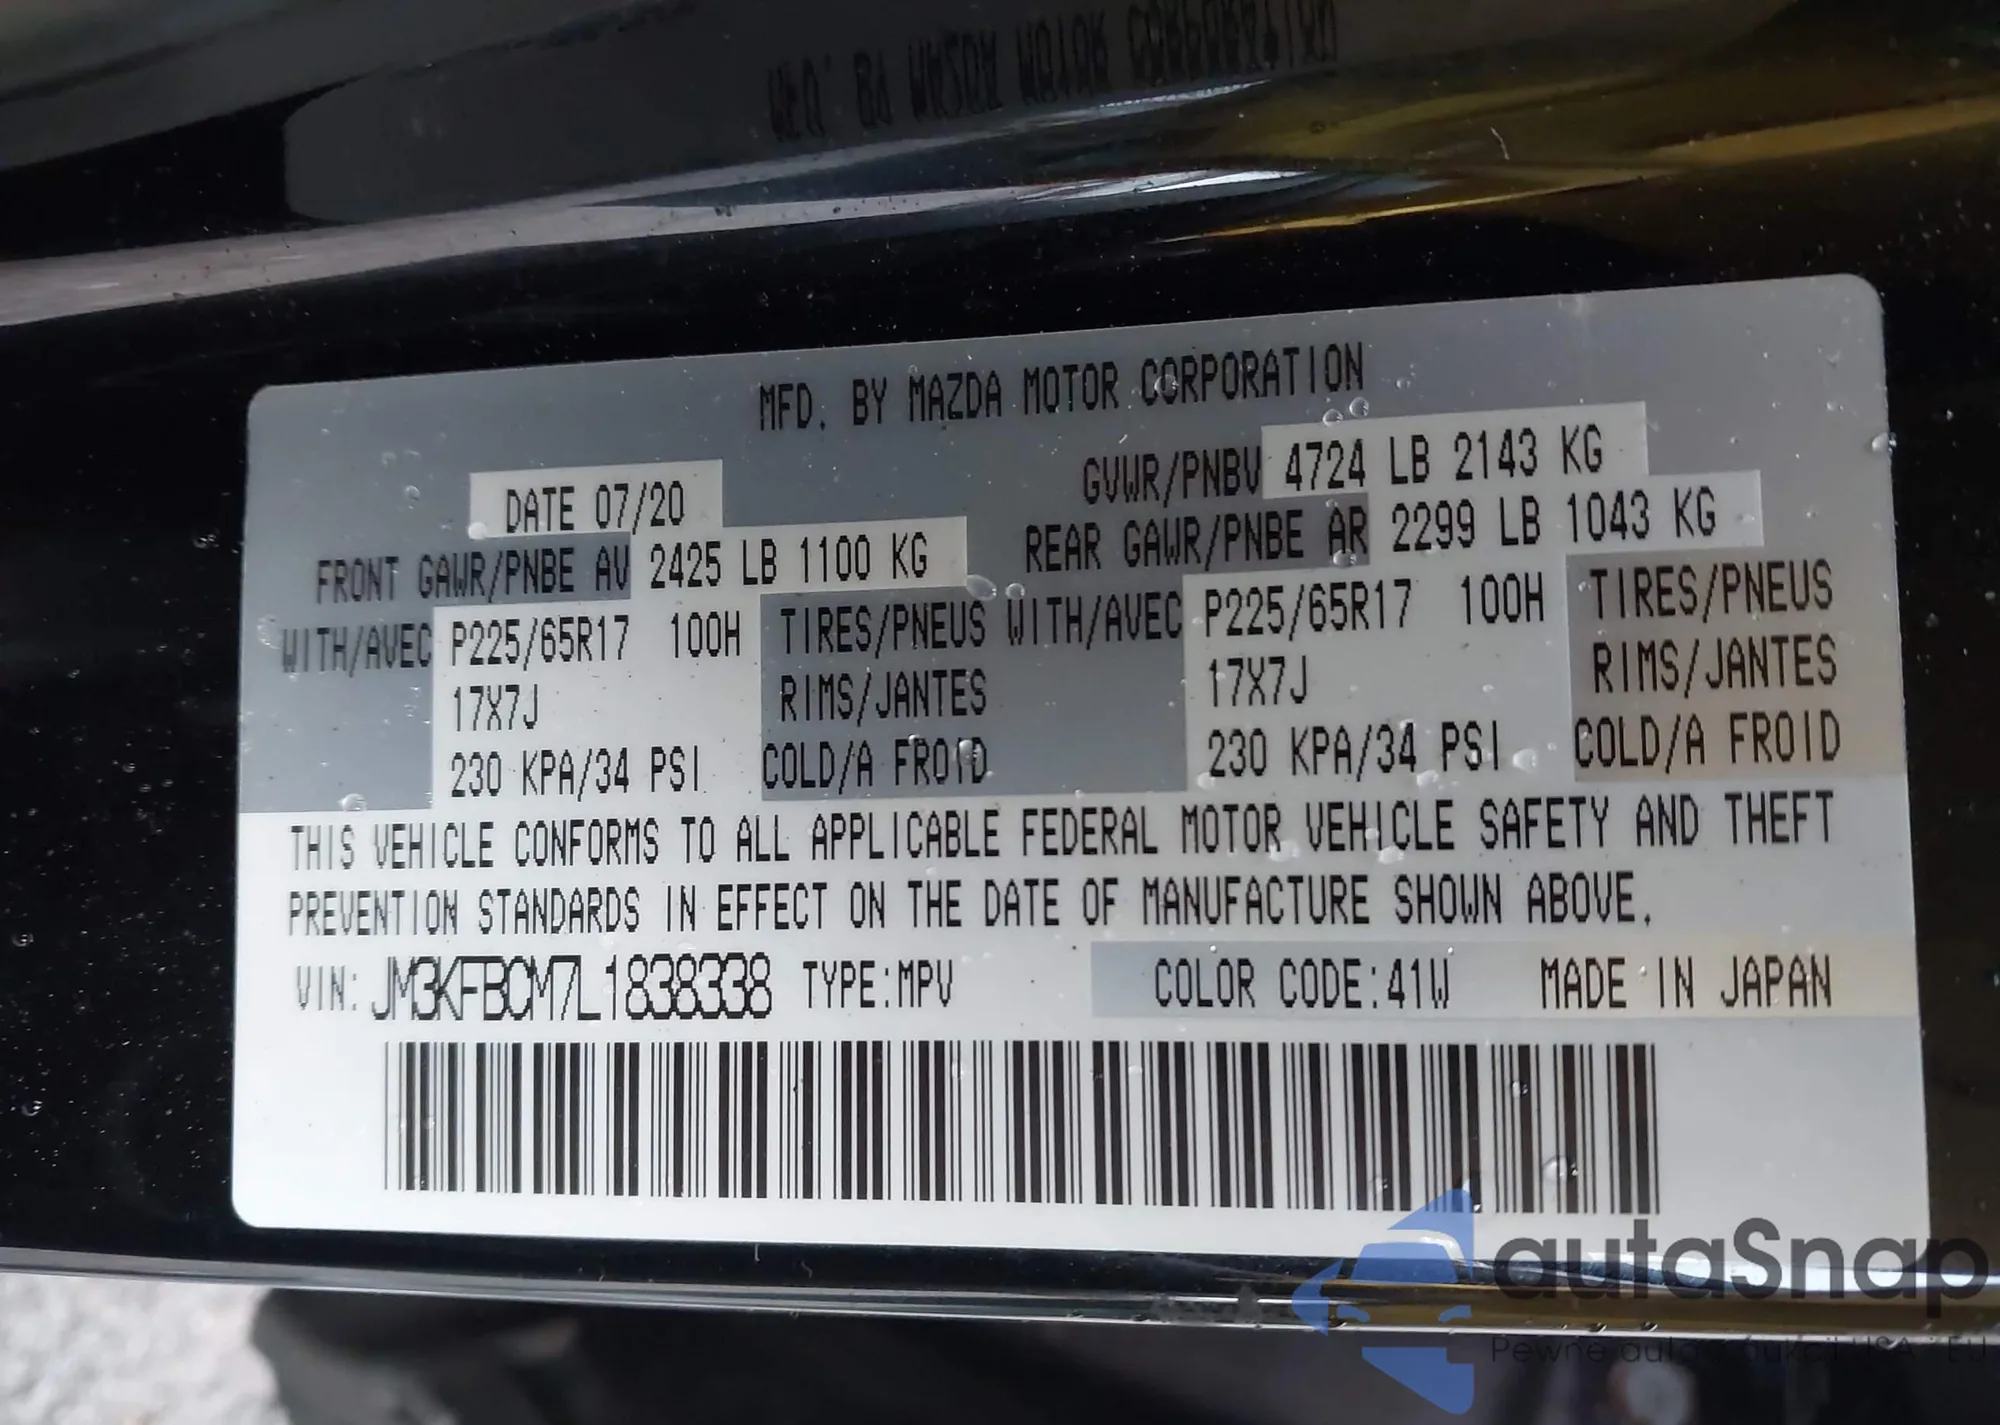 MFD. BY MAZDA MOTOR CORPORATION
DATE 07/20
GVWR/PNBV 4724 LB 2143 KG
FRONT GAWR/PNBE AV 2425 LB 1100 KG
REAR GAWR/PNBE AR 2299 LB 1043 KG
WITH/AVEC P225/65R17 100H TIRES/PNEUS WITH/AVEC P225/65R17 100H TIRES/PNEUS
17X7J RIMS/JANTES 17X7J RIMS/JANTES
230 KPA/34 PSI COLD/A FROID 230 KPA/34 PSI COLD/A FROID
THIS VEHICLE CONFORMS TO ALL APPLICABLE FEDERAL MOTOR VEHICLE SAFETY AND THEFT
PREVENTION STANDARDS IN EFFECT ON THE DATE OF MANUFACTURE SHOWN ABOVE.
VIN: JM3KFBCM7L1838338 TYPE:MPV COLOR CODE:41W MADE IN JAPAN
autaSnap
Pewne auta z aukcji USA i EU